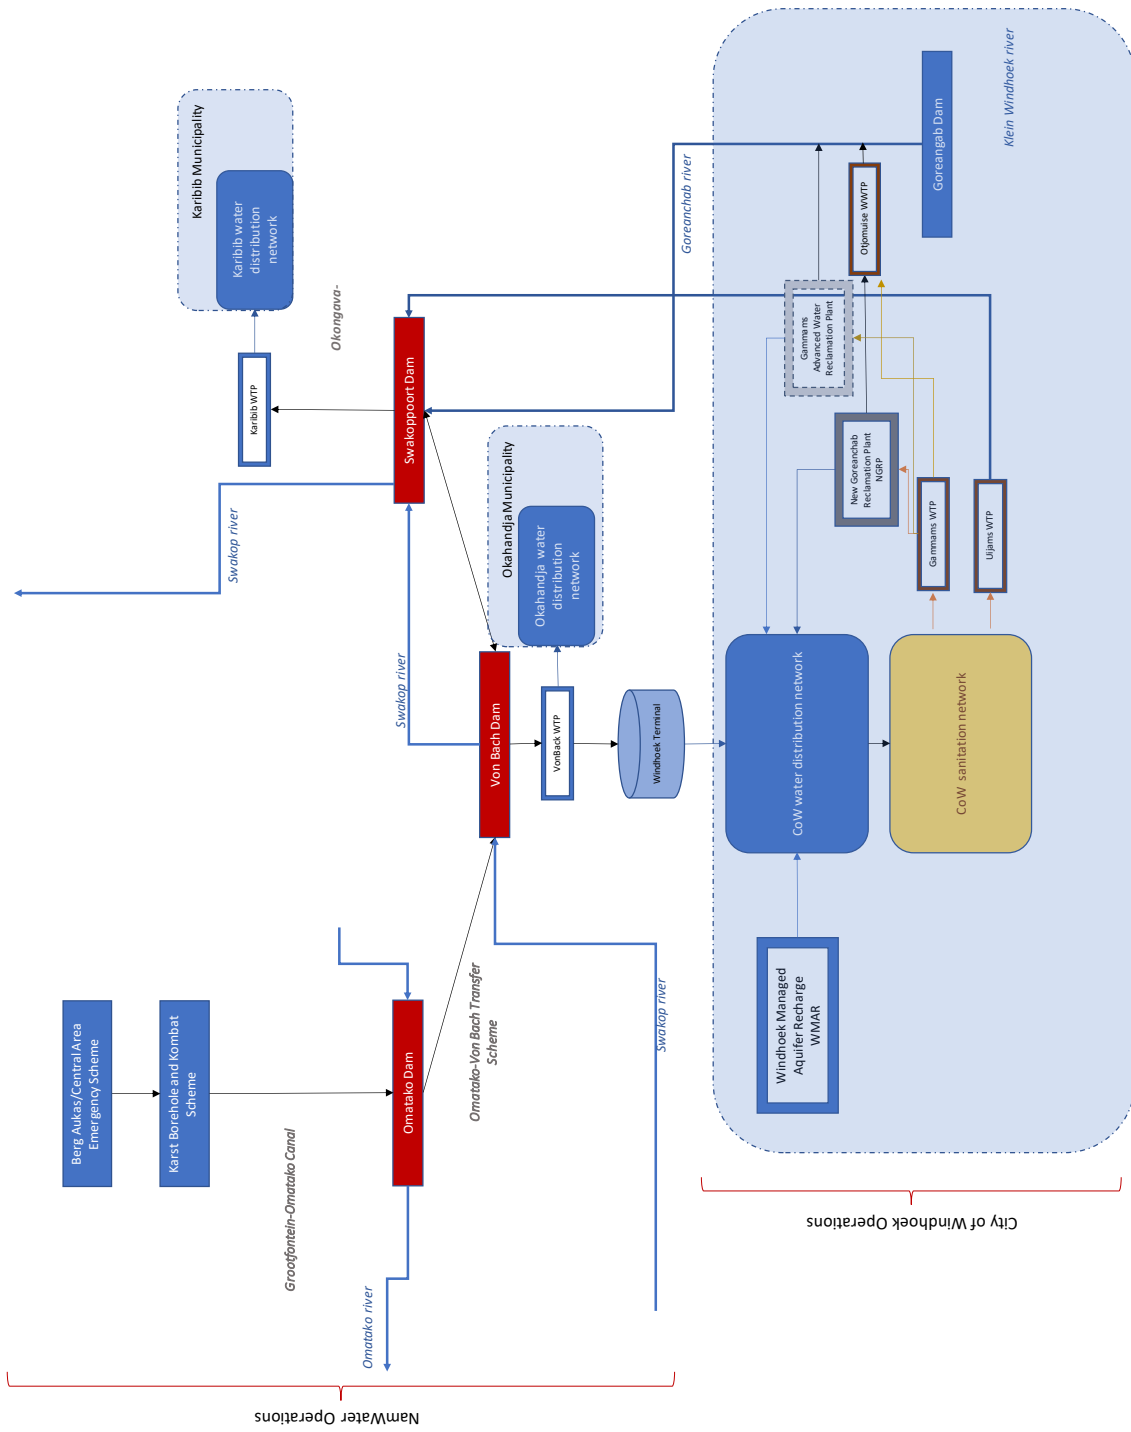 Berg Aukas/Central Area
Emergency Scheme
Karst Borehole and Kombat
Scheme
Grootfontein-Omatako Canal
Omatako river
Omatako Dam
Omatako-Von Bach Transfer
Scheme
Swakop river
NamWater Operations
Swakop river
Swakop river
Von Bach Dam
VonBack WTP
Windhoek Terminal
Okahandja Municipality
Okahandja water
distribution
network
Swakoppoort Dam
Karibib WTP
Karibib Municipality
Karibib water
distribution
network
Okongava-
Goreanchab river
City of Windhoek Operations
Windhoek Managed
Aquifer Recharge
WMAR
CoW water distribution network
CoW sanitation network
New Goreanchab
Reclamation Plant
NGRP
Gammams WTP
Uijams WTP
Gammams
Advanced Water
Reclamation Plant
Otjomuise WWTP
Goreangab Dam
Klein Windhoek river